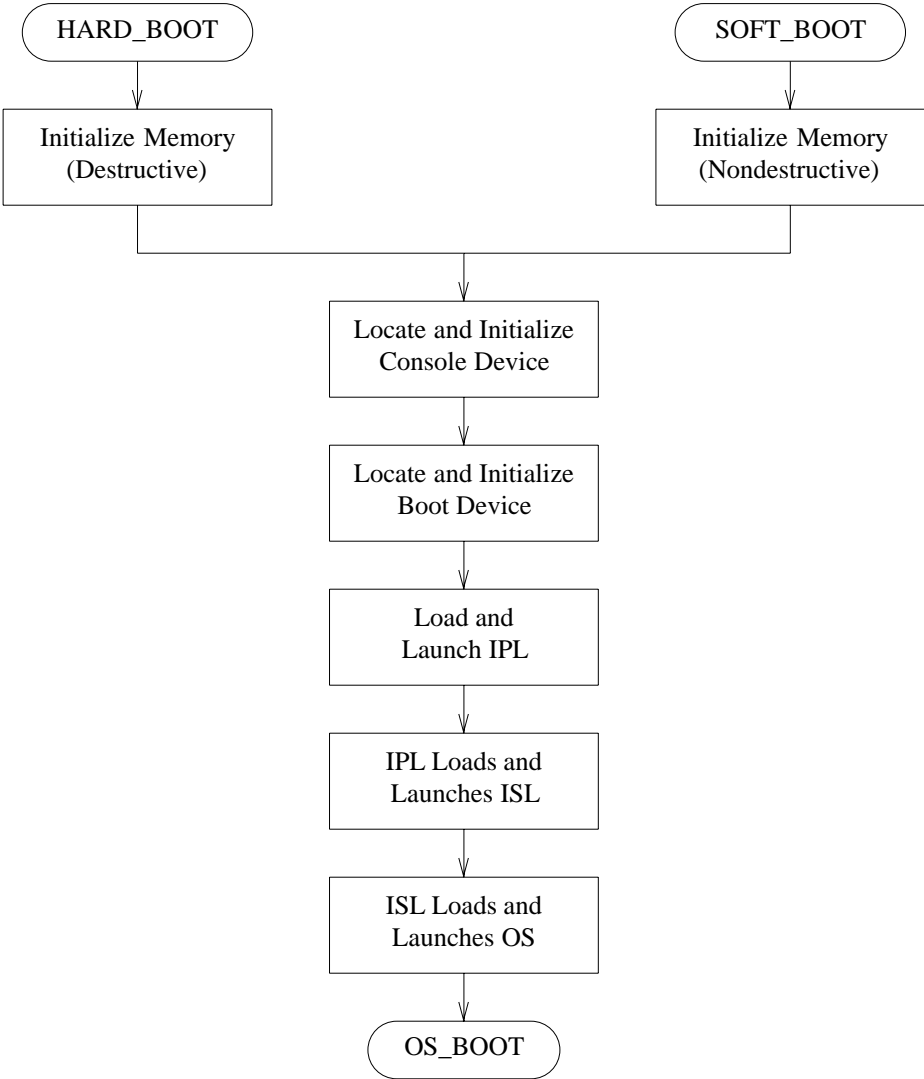 HARD_BOOT
SOFT_BOOT
Initialize Memory
(Destructive)
Initialize Memory
(Nondestructive)
Locate and Initialize
Console Device
Locate and Initialize
Boot Device
Load and
Launch IPL
IPL Loads and
Launches ISL
ISL Loads and
Launches OS
OS_BOOT